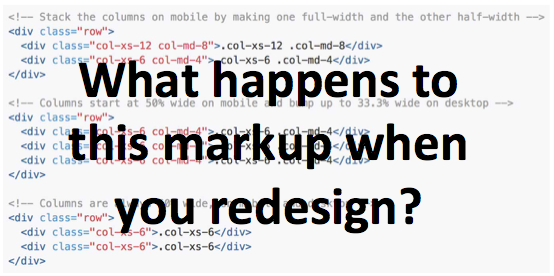 <!-- Stack the columns on mobile by making one full-width and the other half-width -->
<div class="row">
<div class="col-xs-12 col-md-8">.col-xs-12 .col-md-8</div>
<div class="col-xs-6 col-md-4">.col-xs-6 .col-md-4</div>
</div>
What happens to
<!-- Columns start at 50% wide on mobile and bump up to 33.3% wide on desktop -->
<div class="row">
<div class="col-xs-6 col-md-4">.col-xs-6 .col-md-4</div>
<div class="col-xs-6 col-md-4">.col-xs-6 .col-md-4</div>
<div class="col-xs-6 col-md-4">.col-xs-6 .col-md-4</div>
</div>
this markup when
<!-- Columns are wide, -->
<div class="row">
<div class="col-xs-6">.col-xs-6</div>
<div class="col-xs-6">.col-xs-6</div>
</div>
you redesign?